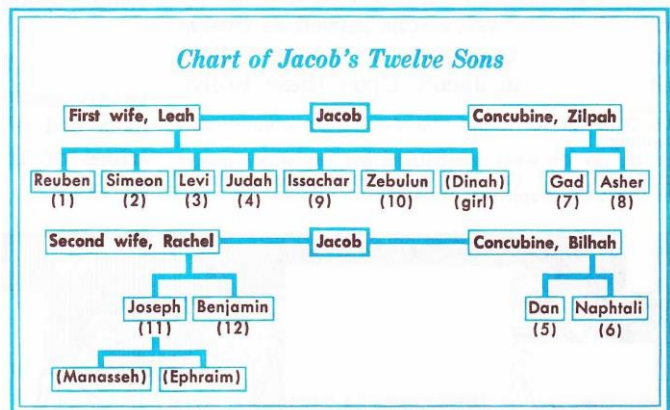 Chart of Jacob's Twelve Sons
First wife, Leah Jacob Concubine, Zilpah
Reuben Simeon Levi Judah Issachar Zebulun (Dinah) Gad Asher
(1) (2) (3) (4) (9) (10) (girl) (7) (8)
Second wife, Rachel Jacob Concubine, Bilhah
Joseph Benjamin Dan Naphtali
(11) (12) (5) (6)
(Manasseh) (Ephraim)